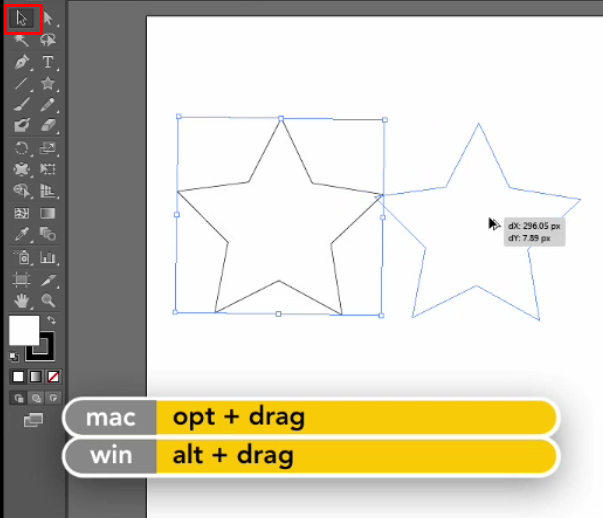 dX: 296.05 px
dY: 7.89 px
mac opt + drag
win alt + drag